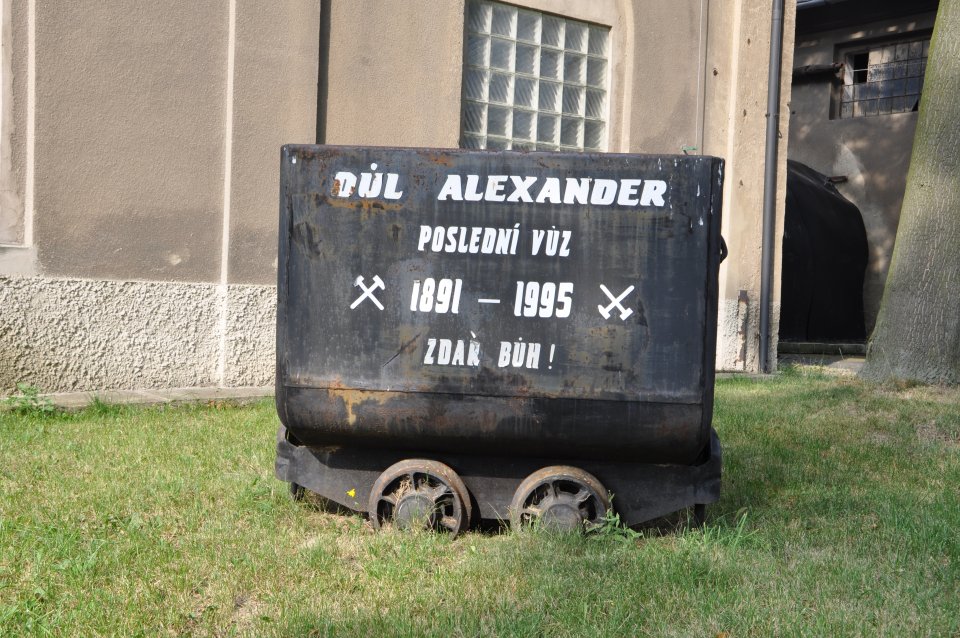 DŮL ALEXANDER
POSLEDNÍ VŮZ
1891 — 1995
ZDAŘ BŮH!